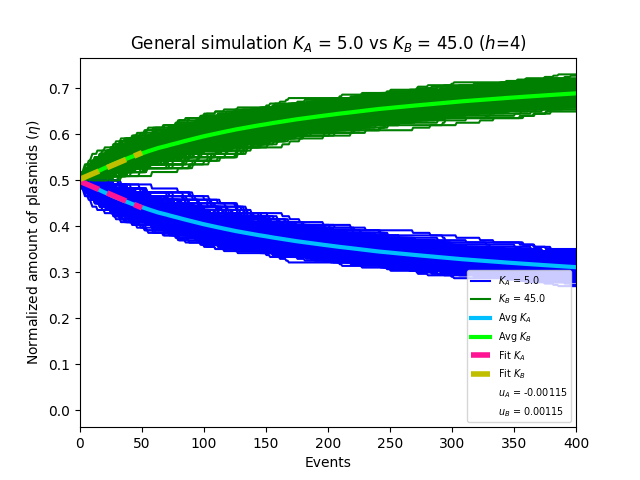 General simulation K_A = 5.0 vs K_B = 45.0 (h=4)
Normalized amount of plasmids (η)
0.7
0.6
0.5
0.4
0.3
0.2
0.1
0.0
K_A = 5.0
K_B = 45.0
Avg K_A
Avg K_B
Fit K_A
Fit K_B
u_A = -0.00115
u_B = 0.00115
0 50 100 150 200 250 300 350 400
Events